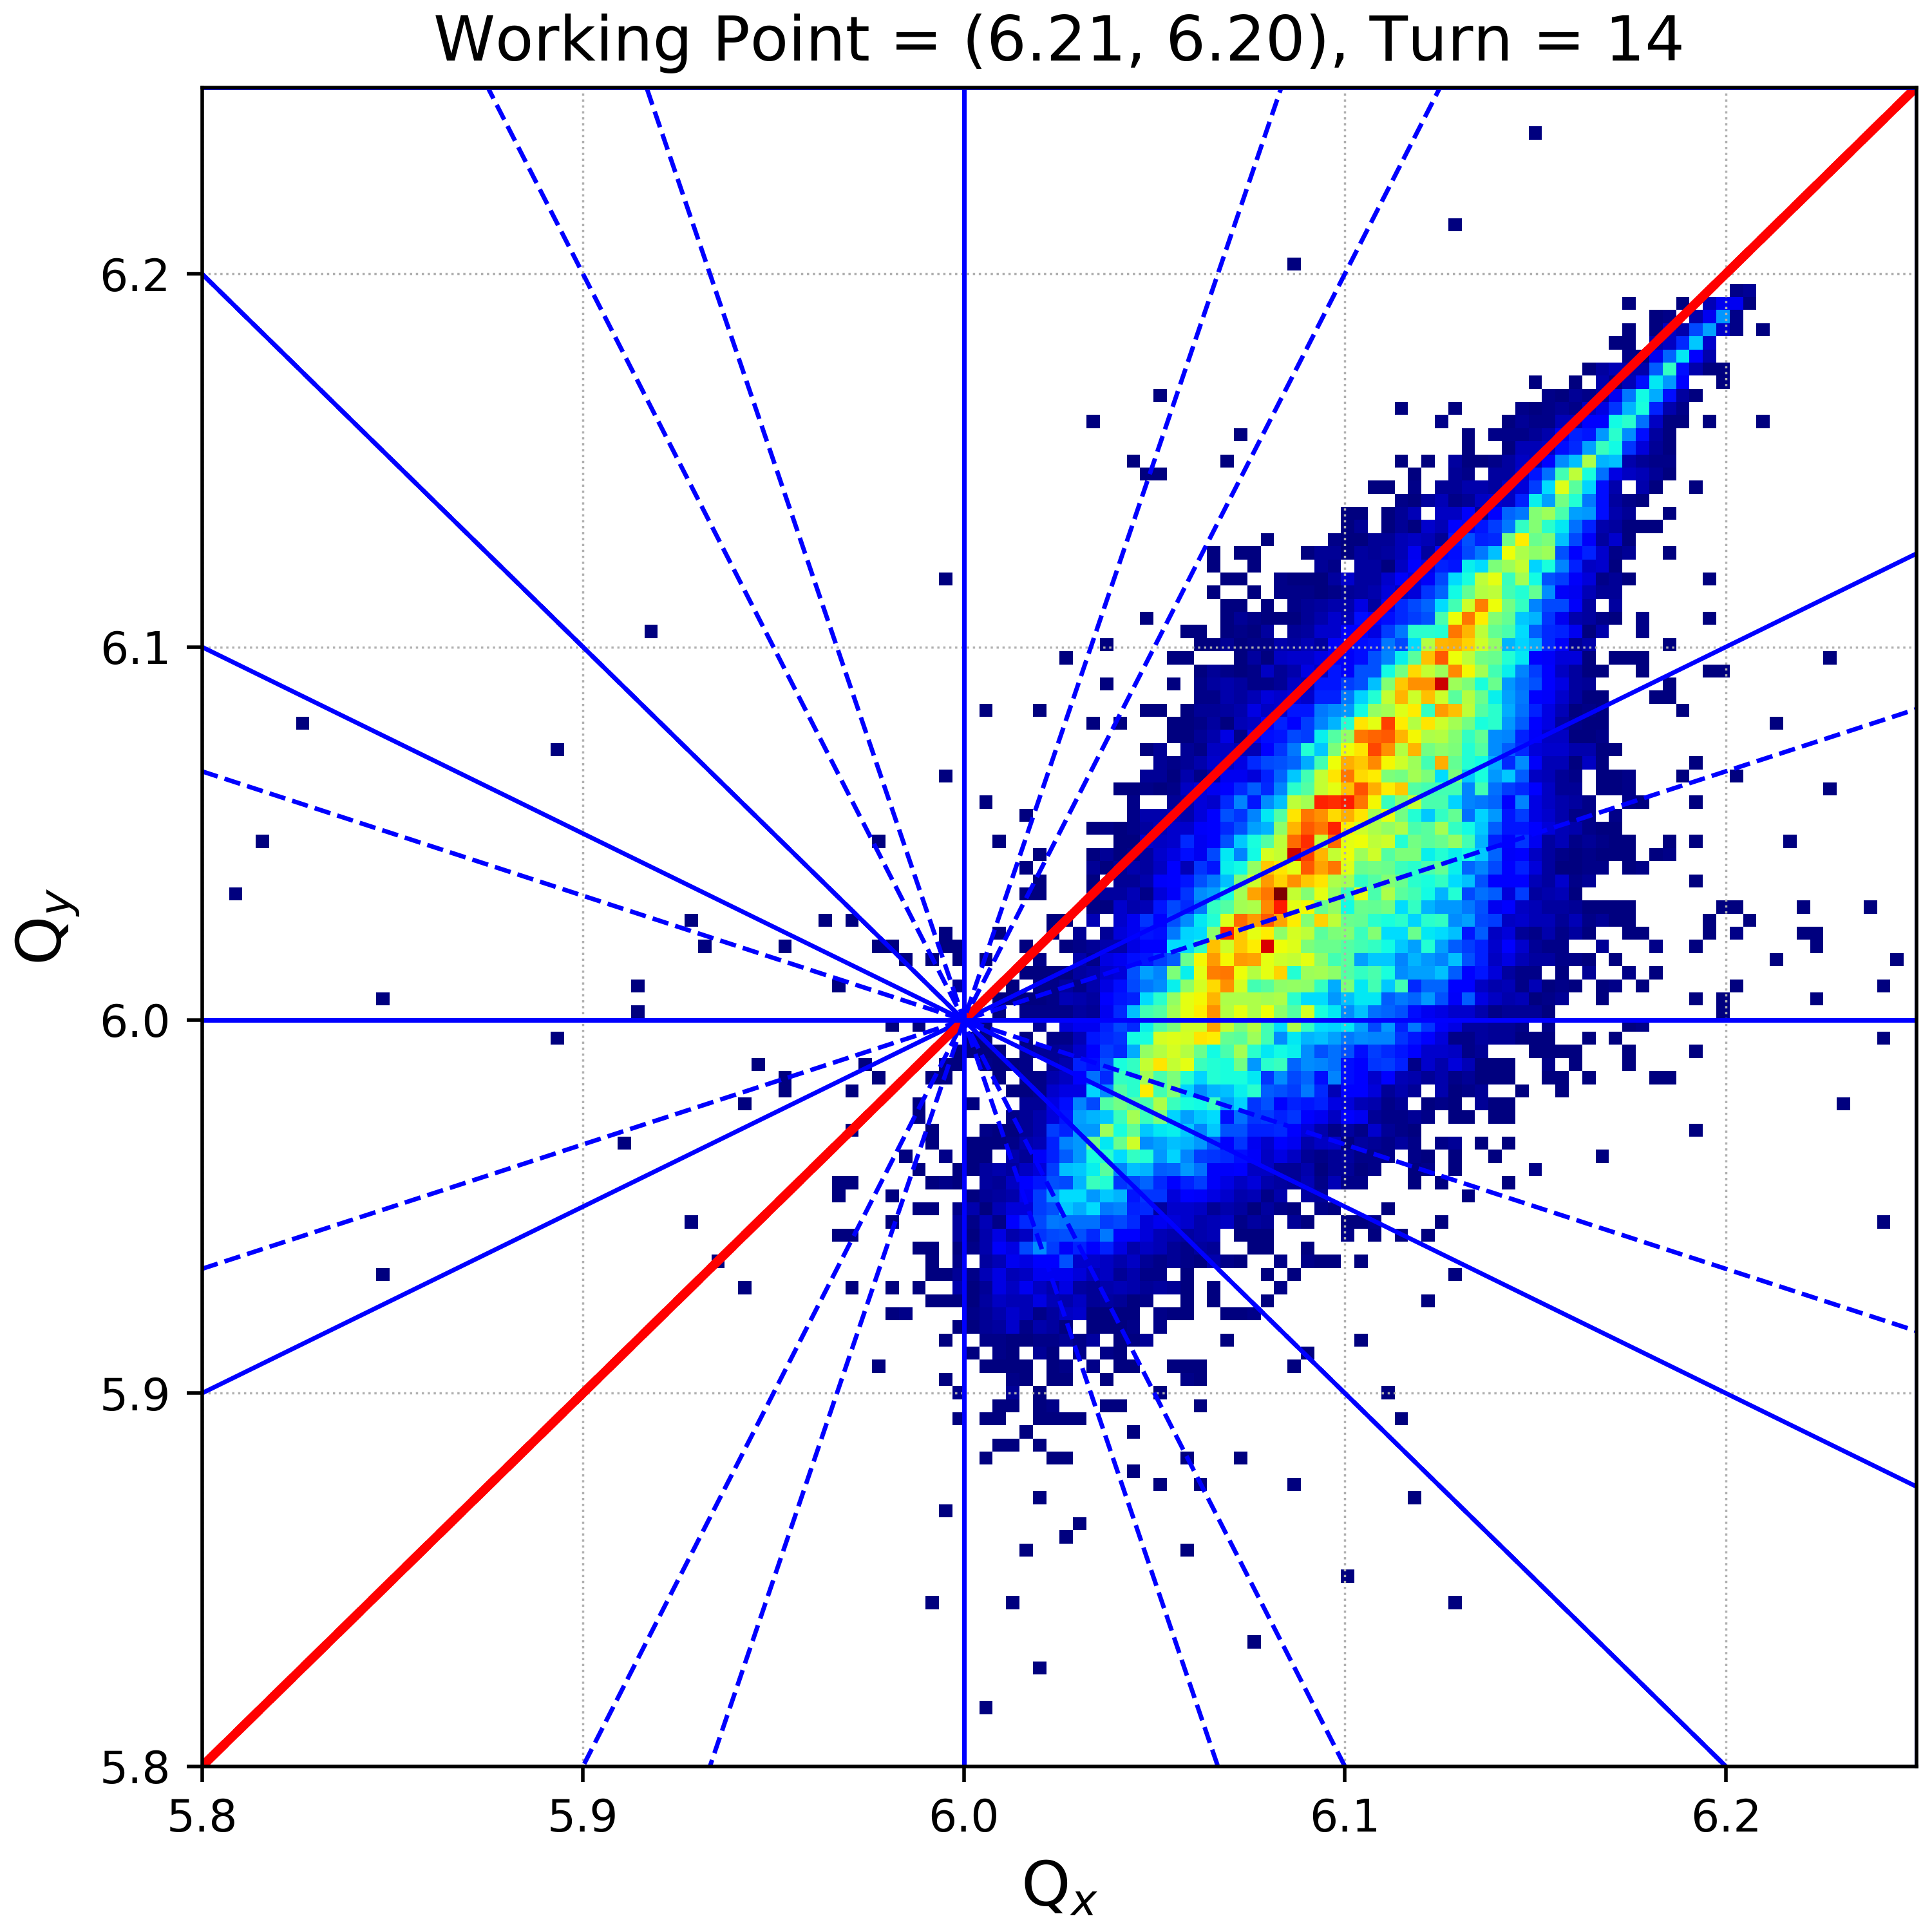 Working Point = (6.21, 6.20), Turn = 14
6.2
6.1
6.0
5.9
5.8
Qy
5.8 5.9 6.0 6.1 6.2
Qx